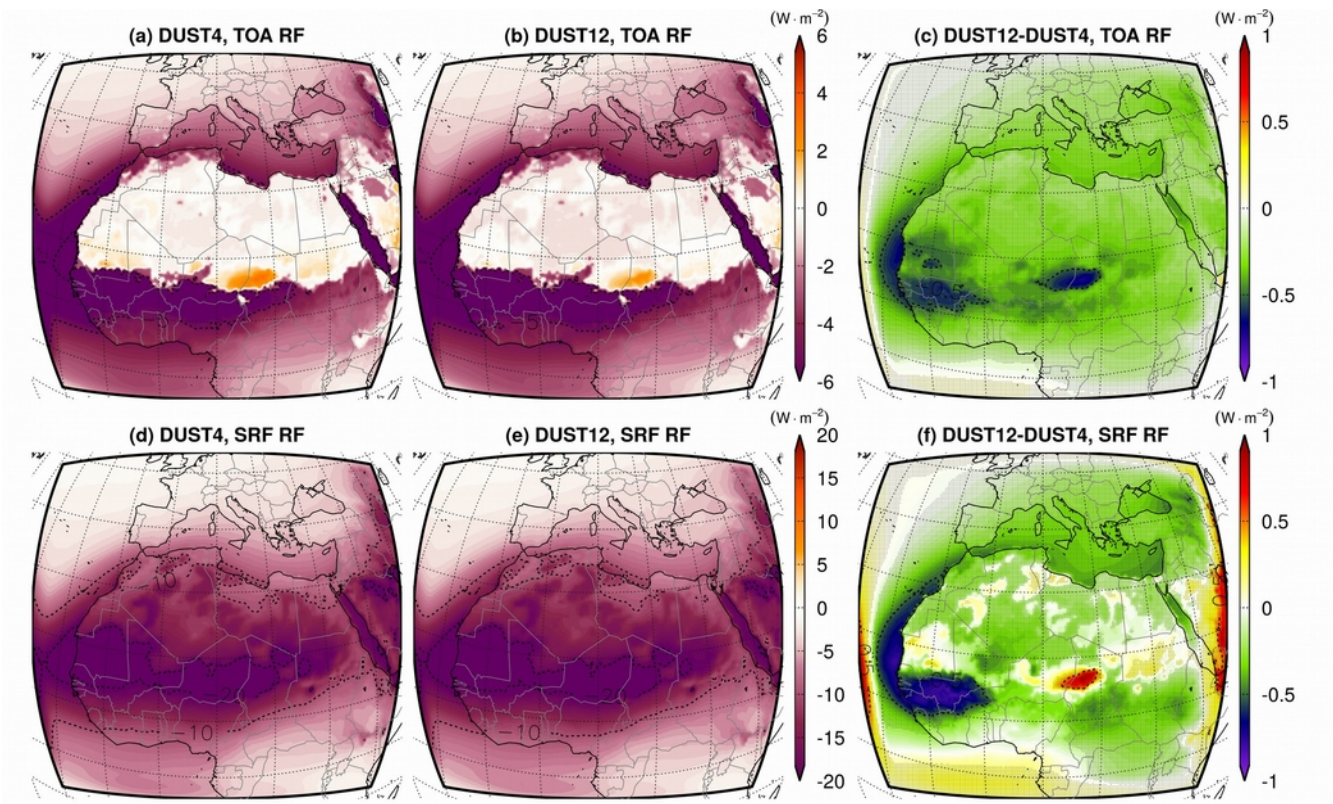 (W · m⁻²)
(W · m⁻²)
(a) DUST4, TOA RF
(b) DUST12, TOA RF
6
(c) DUST12-DUST4, TOA RF
1
4
0.5
2
0
0
-2
-0.5
-4
-6
-1
(W · m⁻²)
(W · m⁻²)
(d) DUST4, SRF RF
(e) DUST12, SRF RF
20
(f) DUST12-DUST4, SRF RF
1
15
10
0.5
5
0
0
-5
-10
-0.5
-10
-10
-15
-20
-1